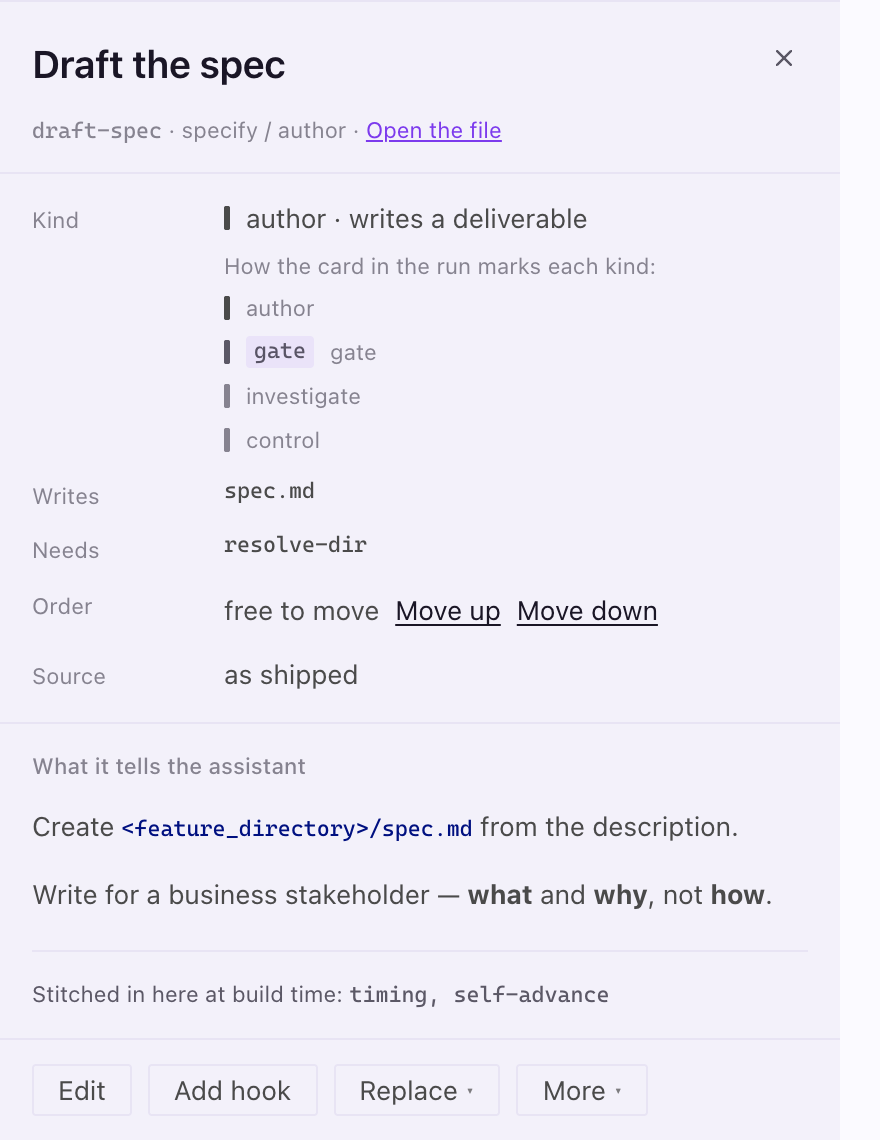 Draft the spec
draft-spec · specify / author · Open the file
Kind
author · writes a deliverable
How the card in the run marks each kind:
author
gate gate
investigate
control
Writes spec.md
Needs resolve-dir
Order free to move Move up Move down
Source as shipped
What it tells the assistant
Create <feature_directory>/spec.md from the description.
Write for a business stakeholder — what and why, not how.
Stitched in here at build time: timing, self-advance
Edit Add hook Replace More